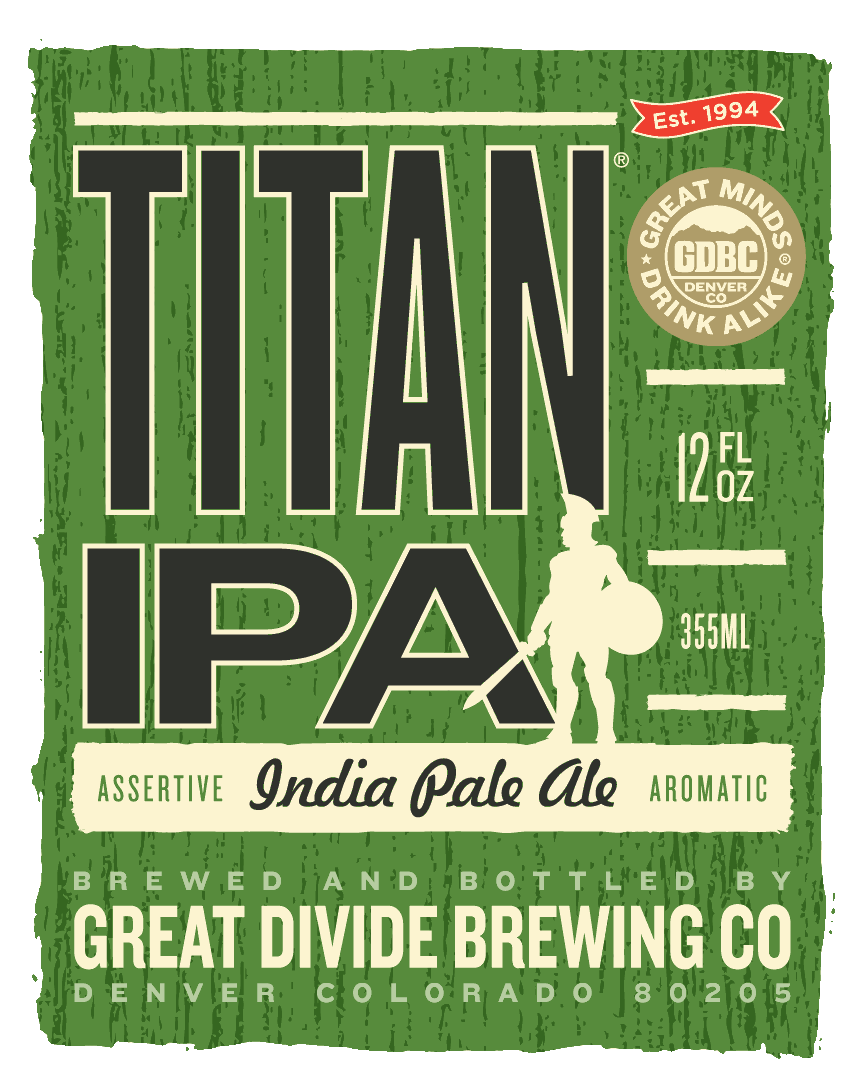 Est. 1994
TITAN®
GREAT MINDS
GDBC
DENVER
CO
DRINK ALIKE®
12 FL OZ
IPA
355ML
ASSERTIVE India Pale Ale AROMATIC
BREWED AND BOTTLED BY
GREAT DIVIDE BREWING CO
DENVER COLORADO 80205